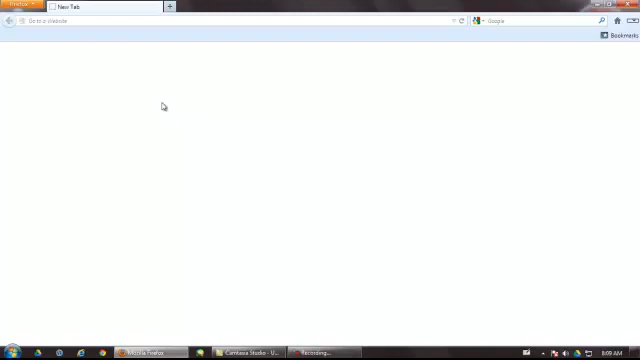 Firefox
New Tab
Go to a Website
Google
Bookmarks
Mozilla Firefox
Camtasia Studio - U...
Recording...
8:09 AM